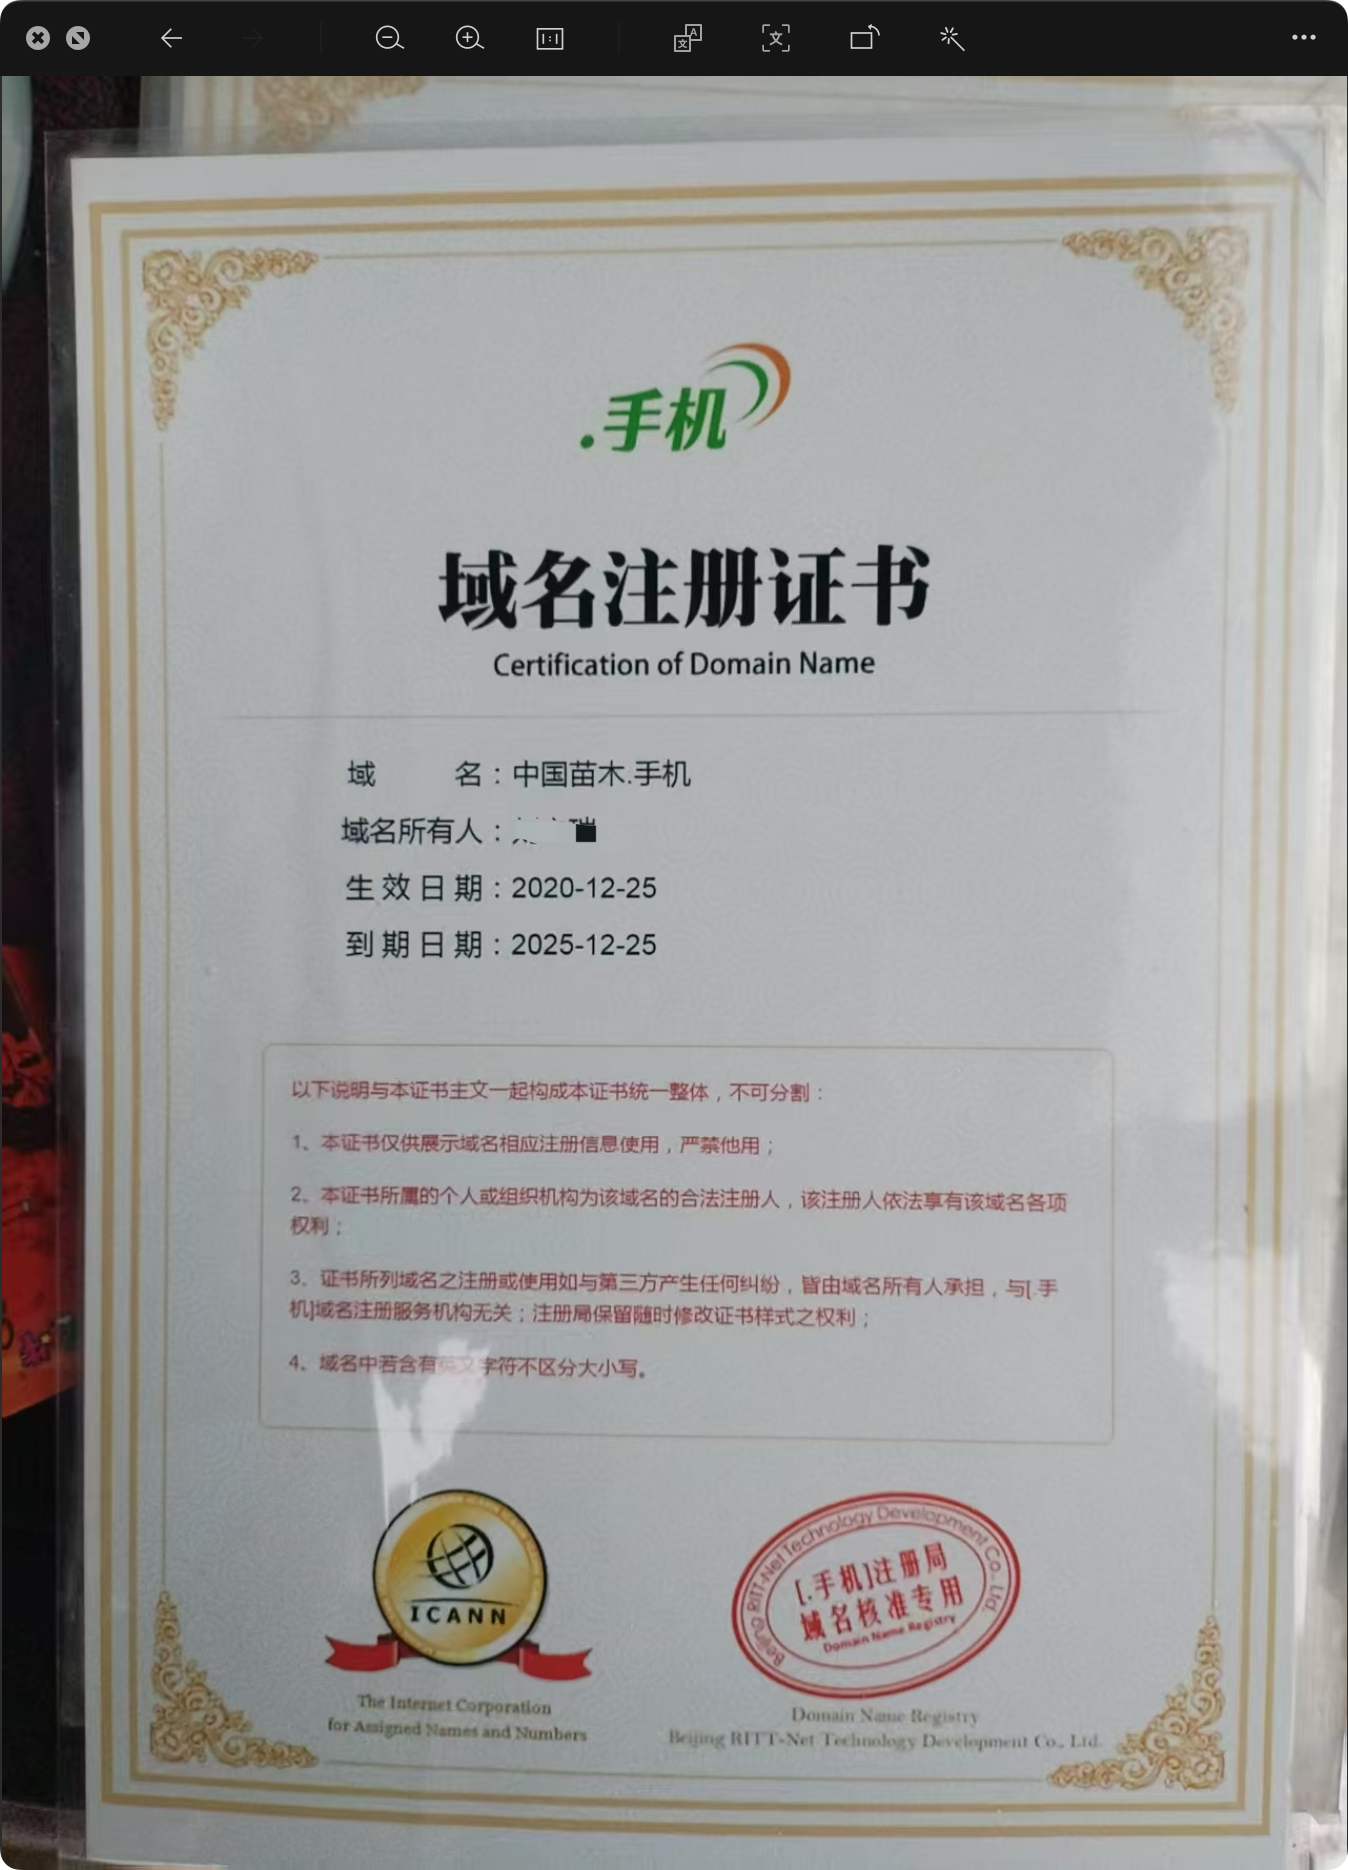 .手机
域名注册证书
Certification of Domain Name
域 名：中国苗木.手机
域名所有人：
生效日期：2020-12-25
到期日期：2025-12-25
以下说明与本证书主文一起构成本证书统一整体，不可分割：
1、本证书仅供展示域名相应注册信息使用，严禁他用；
2、本证书所属的个人或组织机构为该域名的合法注册人，该注册人依法享有该域名各项
权利；
3、证书所列域名之注册或使用如与第三方产生任何纠纷，皆由域名所有人承担，与[.手
机]域名注册服务机构无关；注册局保留随时修改证书样式之权利；
4、域名中若含有英文字符不区分大小写。
ICANN
The Internet Corporation
for Assigned Names and Numbers
Beijing RITT-Net Technology Development Co., Ltd.
[.手机]注册局
域名核准专用
Domain Name Registry
Domain Name Registry
Beijing RITT-Net Technology Development Co., Ltd.